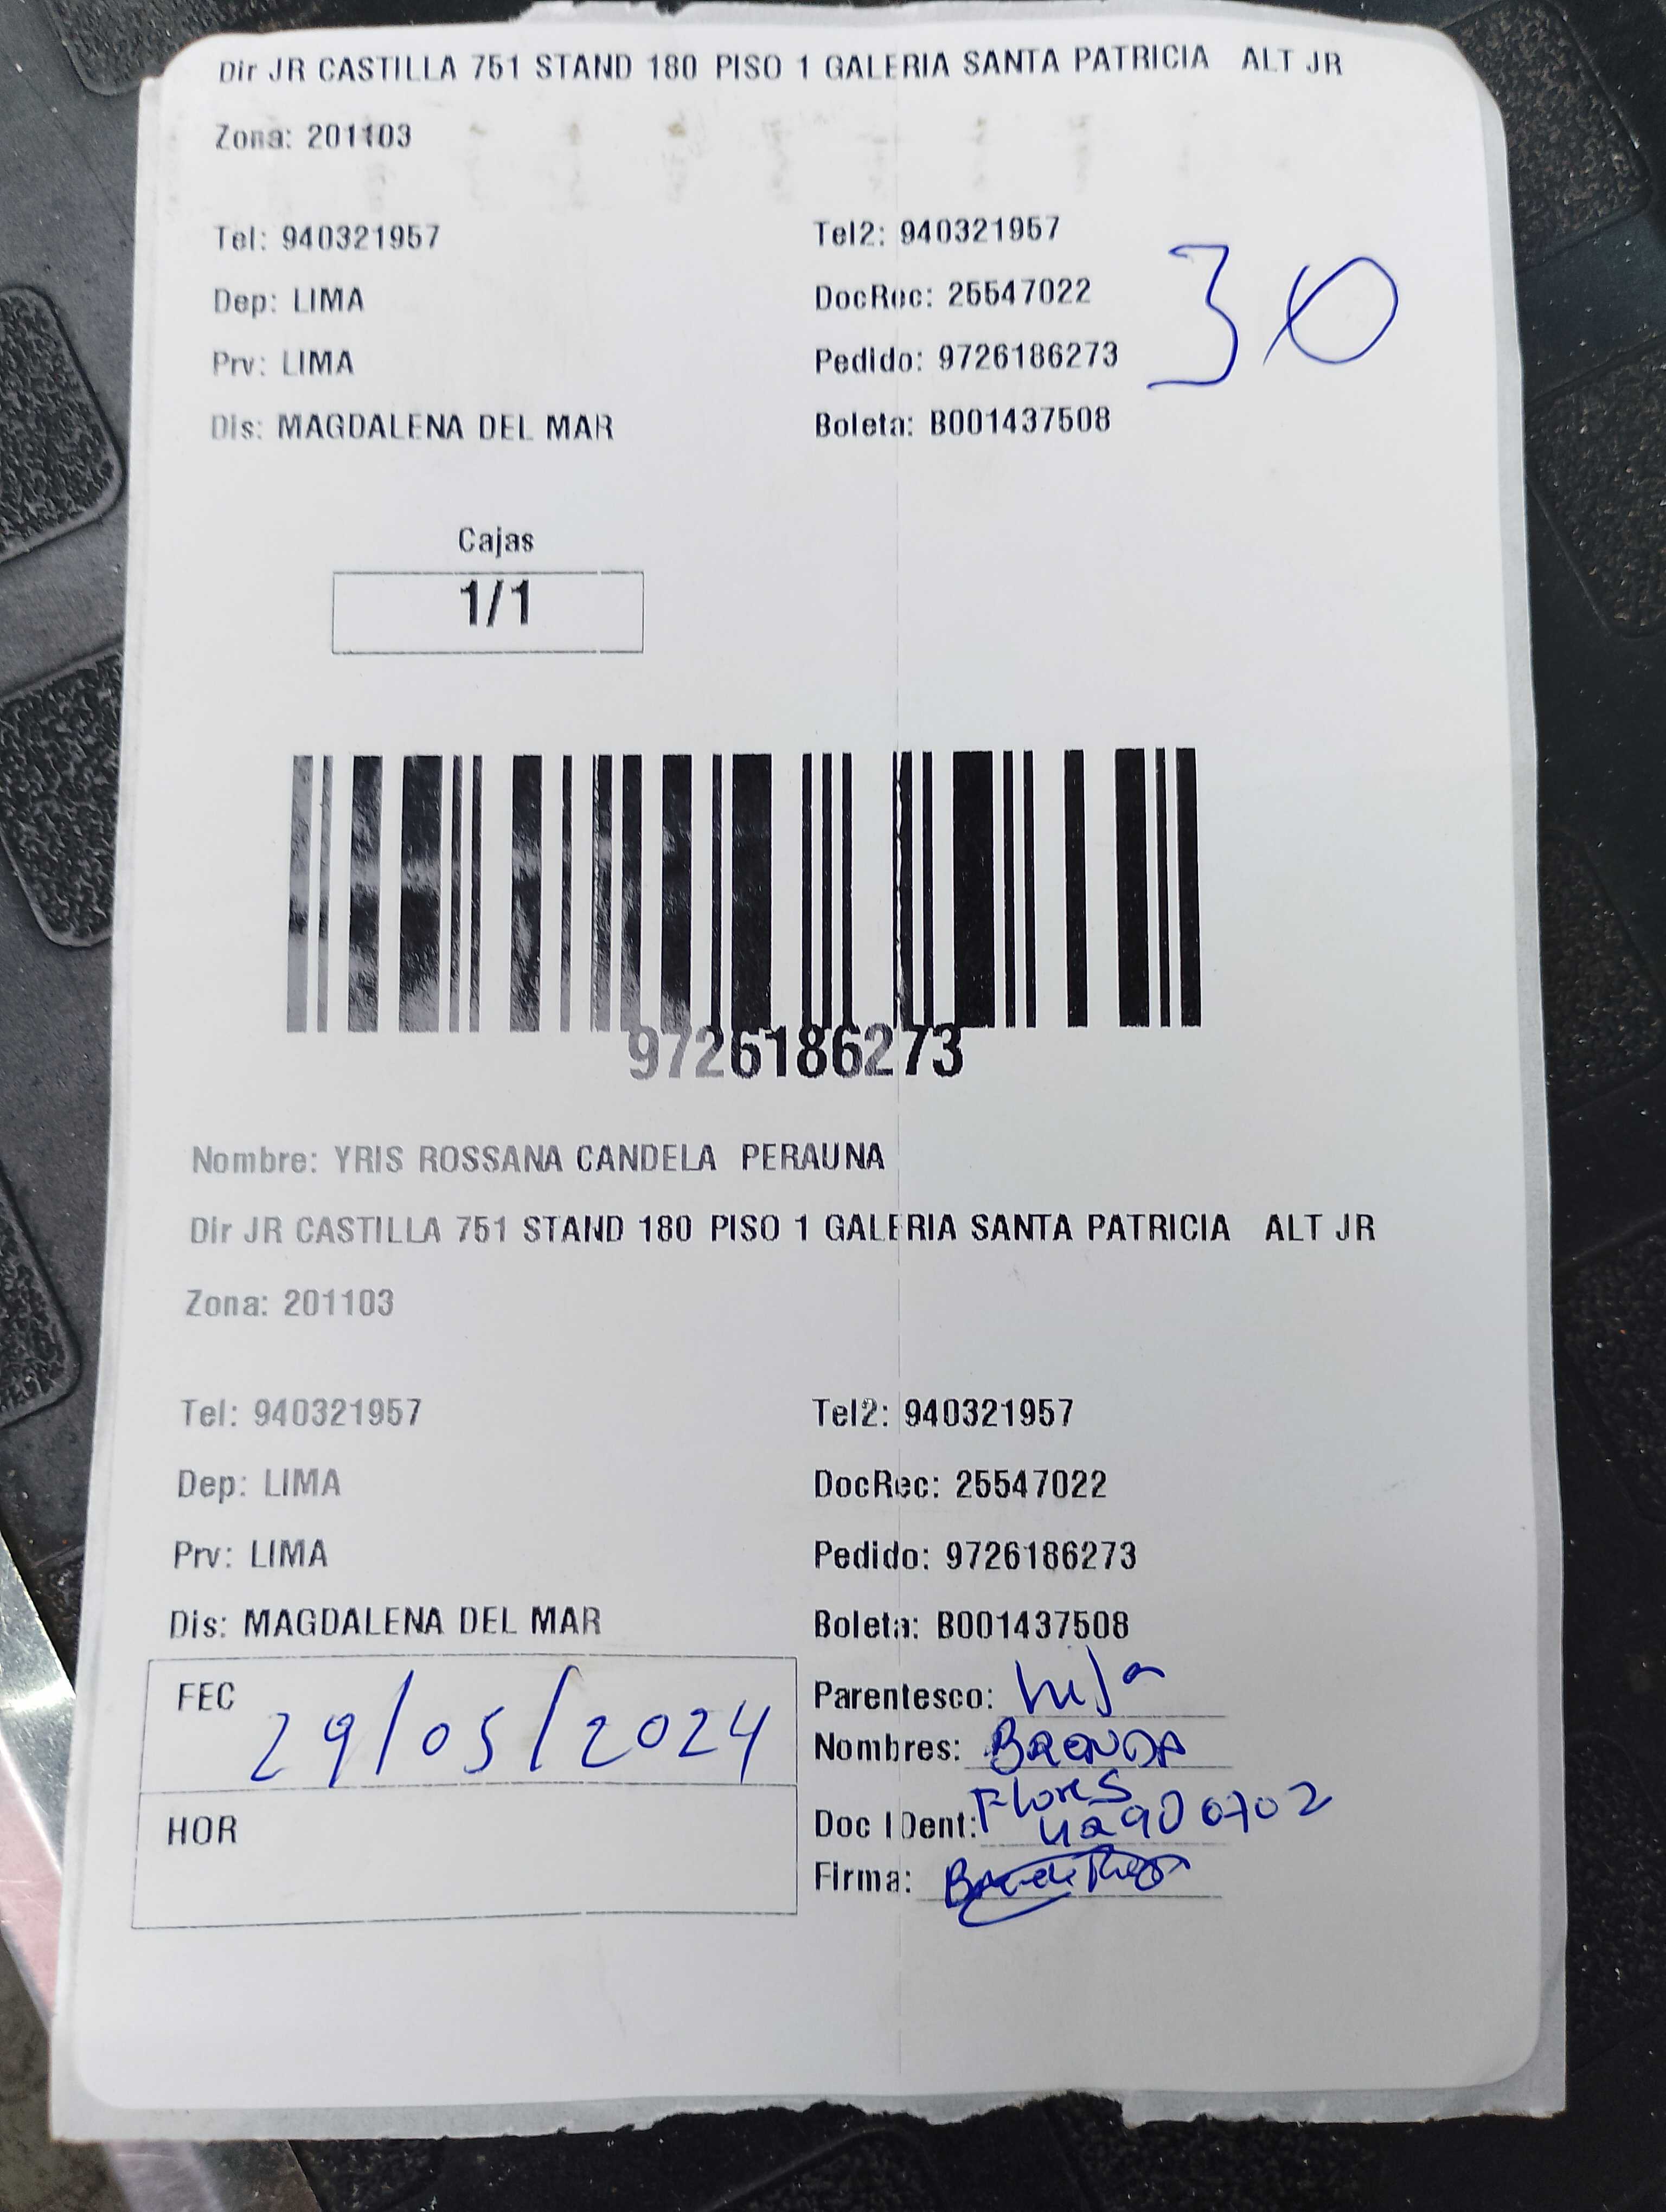 Dir JR CASTILLA 751 STAND 180 PISO 1 GALERIA SANTA PATRICIA ALT JR
Zona: 201103
Tel: 940321957 Tel2: 940321957
Dep: LIMA DocRec: 25547022
30
Prv: LIMA Pedido: 9726186273
Dis: MAGDALENA DEL MAR Boleta: B001437508
Cajas
1/1
9726186273
Nombre: YRIS ROSSANA CANDELA PERAUNA
Dir JR CASTILLA 751 STAND 180 PISO 1 GALERIA SANTA PATRICIA ALT JR
Zona: 201103
Tel: 940321957 Tel2: 940321957
Dep: LIMA DocRec: 25547022
Prv: LIMA Pedido: 9726186273
Dis: MAGDALENA DEL MAR Boleta: B001437508
FEC 29/05/2024
Parentesco: hija
Nombres: BRENDA
Flores
HOR
Doc IDent: 42900702
Firma: